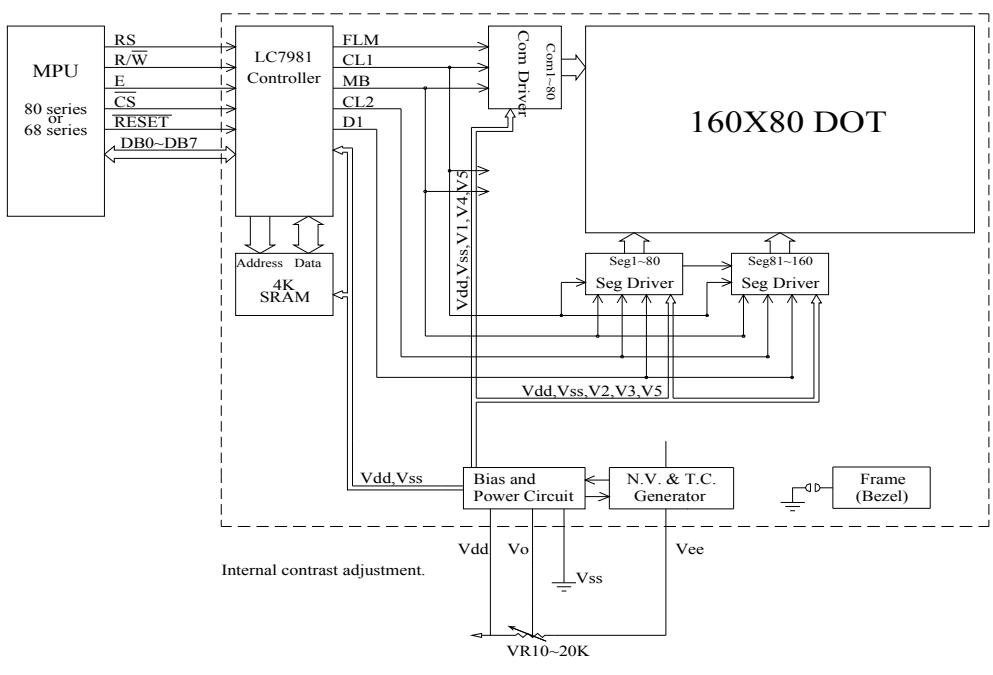 MPU
80 series
or
68 series
RS
R/W̅
E
C̅S̅
R̅E̅S̅E̅T̅
DB0~DB7
LC7981
Controller
FLM
CL1
MB
CL2
D1
Com Driver
Com1~80
160X80 DOT
Address Data
4K
SRAM
Vdd,Vss,V1,V4,V5
Seg1~80
Seg Driver
Seg81~160
Seg Driver
Vdd,Vss,V2,V3,V5
Vdd,Vss
Bias and
Power Circuit
N.V. & T.C.
Generator
Frame
(Bezel)
Vdd
Vo
Vee
Vss
Internal contrast adjustment.
VR10~20K